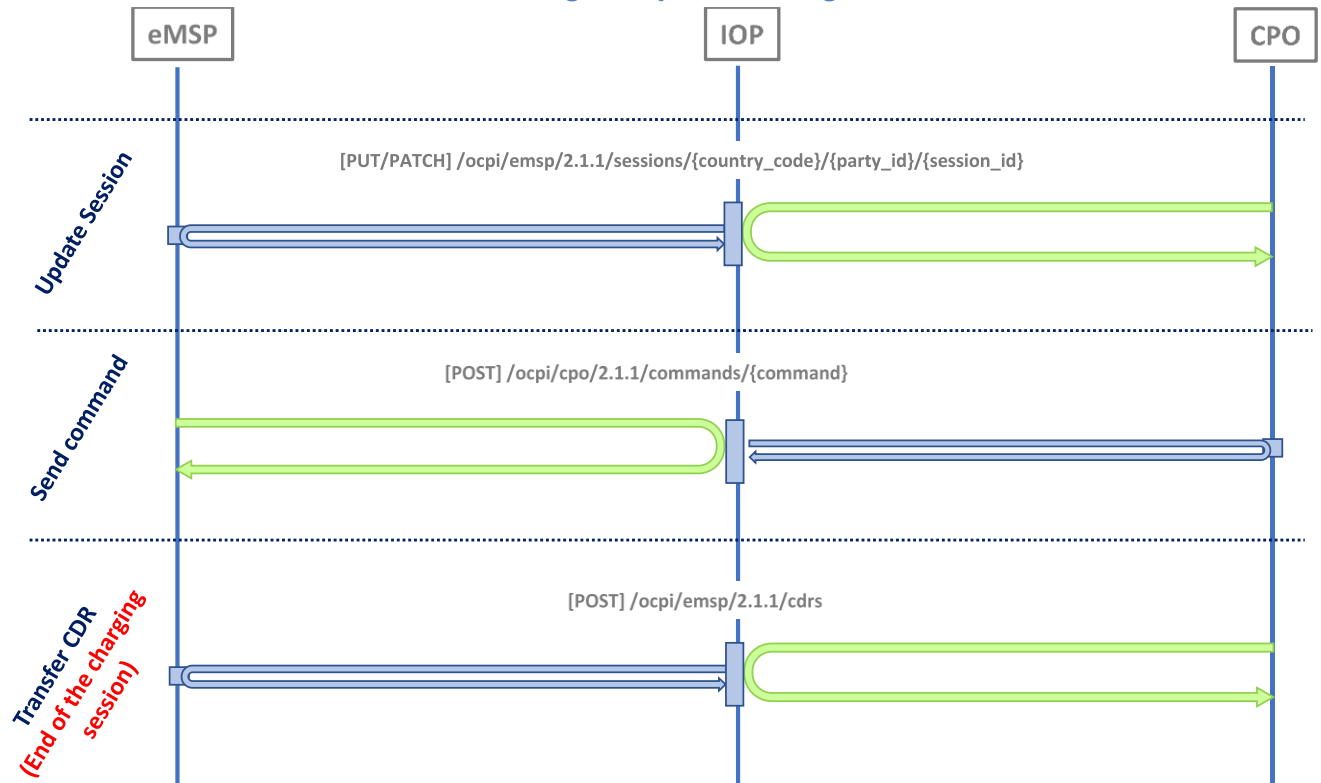 eMSP
IOP
CPO
Update Session
[PUT/PATCH] /ocpi/emsp/2.1.1/sessions/{country_code}/{party_id}/{session_id}
Send command
[POST] /ocpi/cpo/2.1.1/commands/{command}
Transfer CDR
(End of the charging
session)
[POST] /ocpi/emsp/2.1.1/cdrs